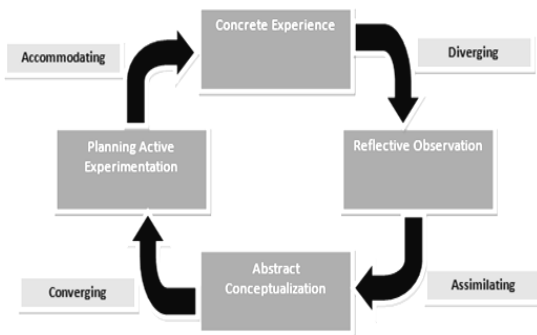 Concrete Experience
Accommodating
Diverging
Planning Active
Experimentation
Reflective Observation
Abstract
Conceptualization
Converging
Assimilating